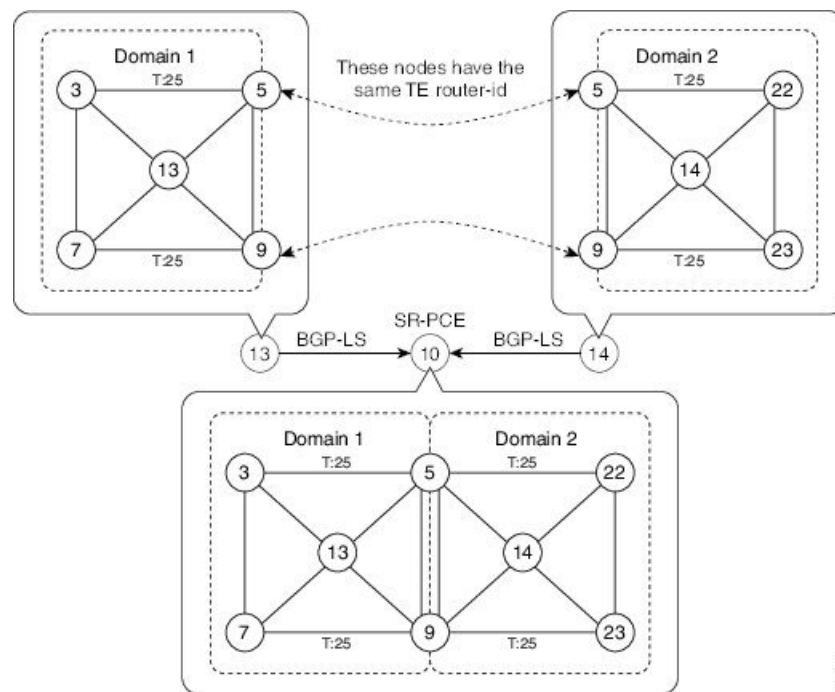 Domain 1
3
T:25
5
13
7
T:25
9
These nodes have the
same TE router-id
Domain 2
5
T:25
22
14
9
T:25
23
SR-PCE
13
BGP-LS
10
BGP-LS
14
Domain 1
Domain 2
3
T:25
5
T:25
22
13
14
7
T:25
9
T:25
23